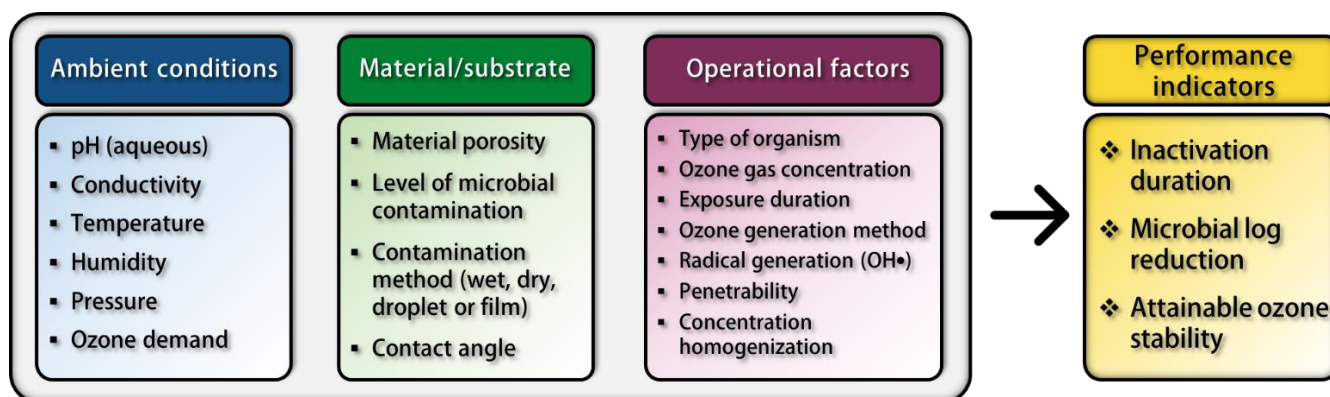 Ambient conditions
▪ pH (aqueous)
▪ Conductivity
▪ Temperature
▪ Humidity
▪ Pressure
▪ Ozone demand
Material/substrate
▪ Material porosity
▪ Level of microbial
contamination
▪ Contamination
method (wet, dry,
droplet or film)
▪ Contact angle
Operational factors
▪ Type of organism
▪ Ozone gas concentration
▪ Exposure duration
▪ Ozone generation method
▪ Radical generation (OH•)
▪ Penetrability
▪ Concentration
homogenization
Performance
indicators
❖ Inactivation
duration
❖ Microbial log
reduction
❖ Attainable ozone
stability